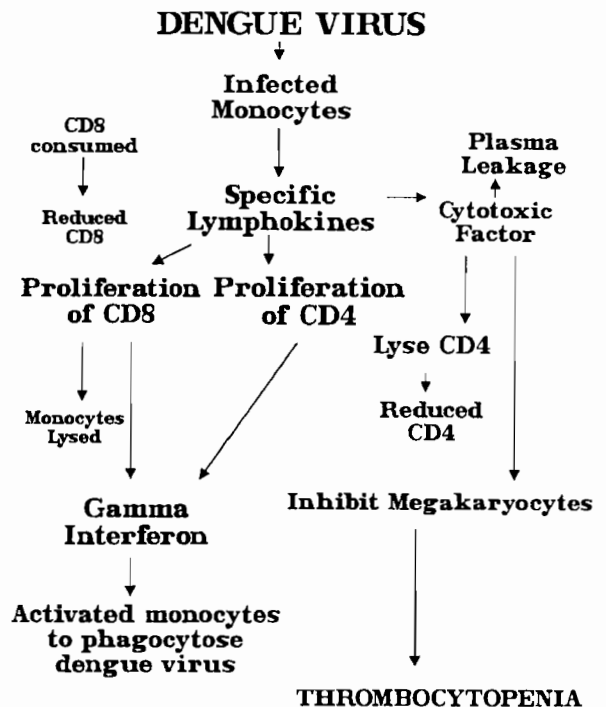 DENGUE VIRUS
Infected
Monocytes
CD8
consumed
Plasma
Leakage
Specific
Lymphokines
Reduced
CD8
Cytotoxic
Factor
Proliferation
of CD8
Proliferation
of CD4
Lyse CD4
Monocytes
Lysed
Reduced
CD4
Gamma
Interferon
Inhibit Megakaryocytes
Activated monocytes
to phagocytose
dengue virus
THROMBOCYTOPENIA